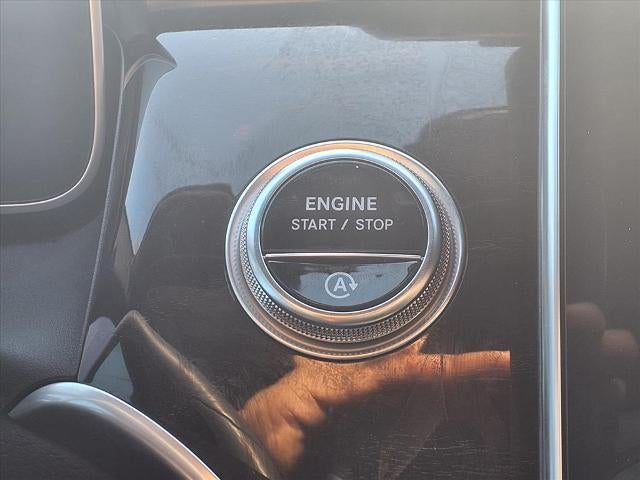 ENGINE
START / STOP
A